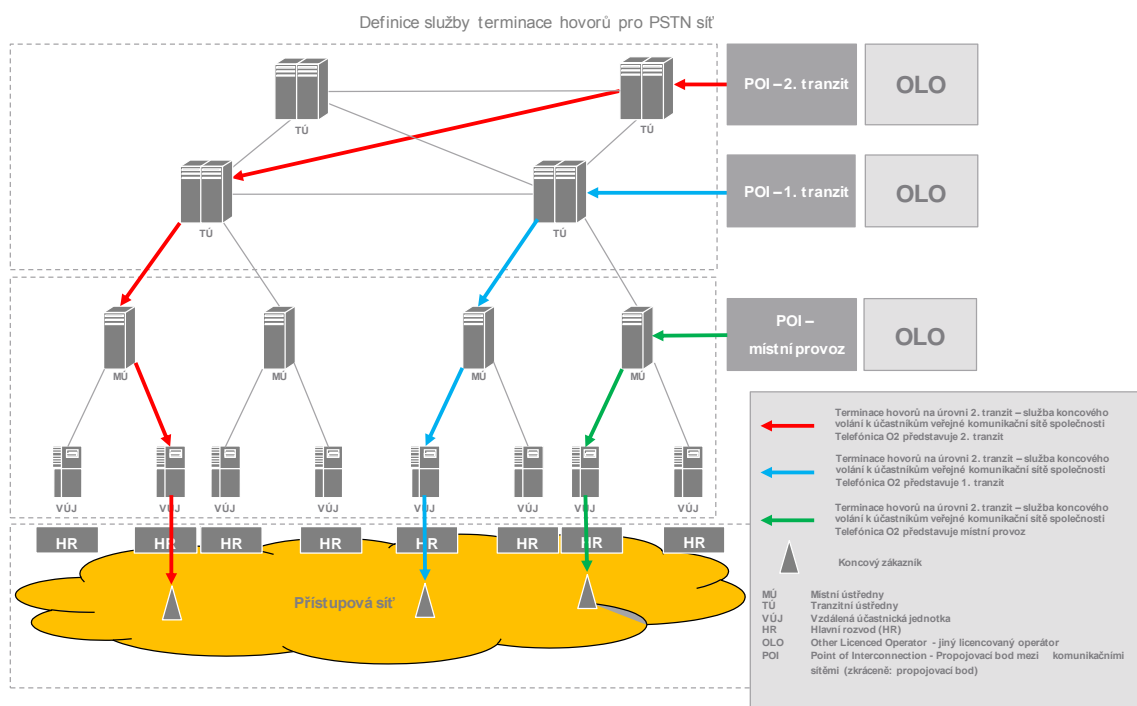 Definice služby terminace hovorů pro PSTN síť
POI – 2. tranzit
OLO
TÚ
TÚ
POI – 1. tranzit
OLO
TÚ
TÚ
POI –
místní provoz
OLO
MÚ
MÚ
MÚ
MÚ
VÚJ
VÚJ
VÚJ
VÚJ
VÚJ
VÚJ
VÚJ
VÚJ
HR
HR
HR
HR
HR
HR
HR
HR
Přístupová síť
Terminace hovorů na úrovni 2. tranzit – služba koncového
volání k účastníkům veřejné komunikační sítě společnosti
Telefónica O2 představuje 2. tranzit
Terminace hovorů na úrovni 2. tranzit – služba koncového
volání k účastníkům veřejné komunikační sítě společnosti
Telefónica O2 představuje 1. tranzit
Terminace hovorů na úrovni 2. tranzit – služba koncového
volání k účastníkům veřejné komunikační sítě společnosti
Telefónica O2 představuje místní provoz
Koncový zákazník
MÚ Místní ústředny
TÚ Tranzitní ústředny
VÚJ Vzdálená účastnická jednotka
HR Hlavní rozvod (HR)
OLO Other Licenced Operator - jiný licencovaný operátor
POI Point of Interconnection - Propojovací bod mezi komunikačními
sítěmi (zkráceně: propojovací bod)